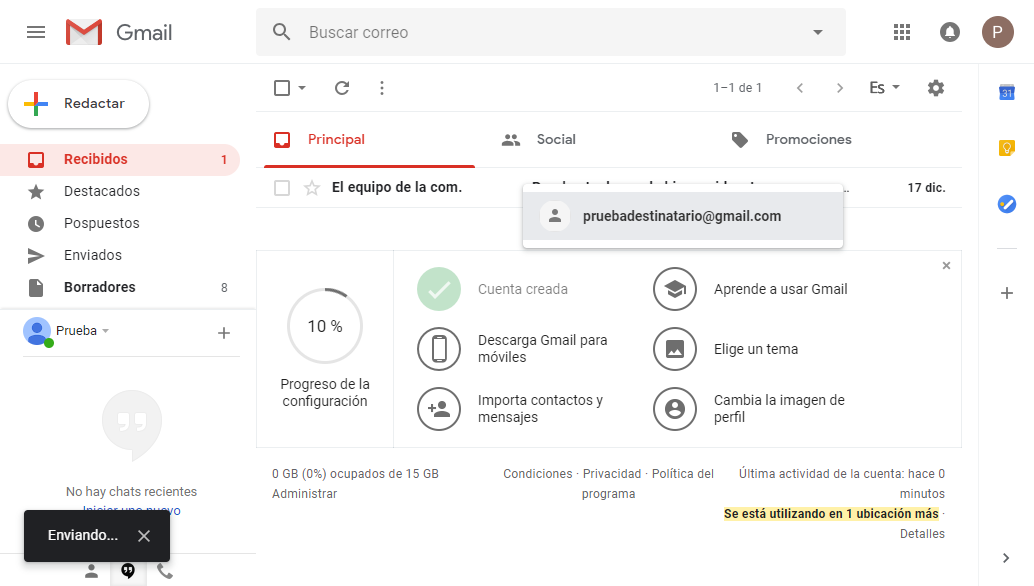 Gmail
Buscar correo
P
Redactar
1–1 de 1
Es
31
Principal
Social
Promociones
Recibidos 1
Destacados
Pospuestos
Enviados
Borradores 8
El equipo de la com.
17 dic.
pruebadestinatario@gmail.com
Prueba
10 %
Progreso de la
configuración
Cuenta creada
Aprende a usar Gmail
Descarga Gmail para
móviles
Elige un tema
Importa contactos y
mensajes
Cambia la imagen de
perfil
No hay chats recientes
Iniciar uno nuevo
Enviando...
0 GB (0%) ocupados de 15 GB
Administrar
Condiciones · Privacidad · Política del
programa
Última actividad de la cuenta: hace 0
minutos
Se está utilizando en 1 ubicación más ·
Detalles